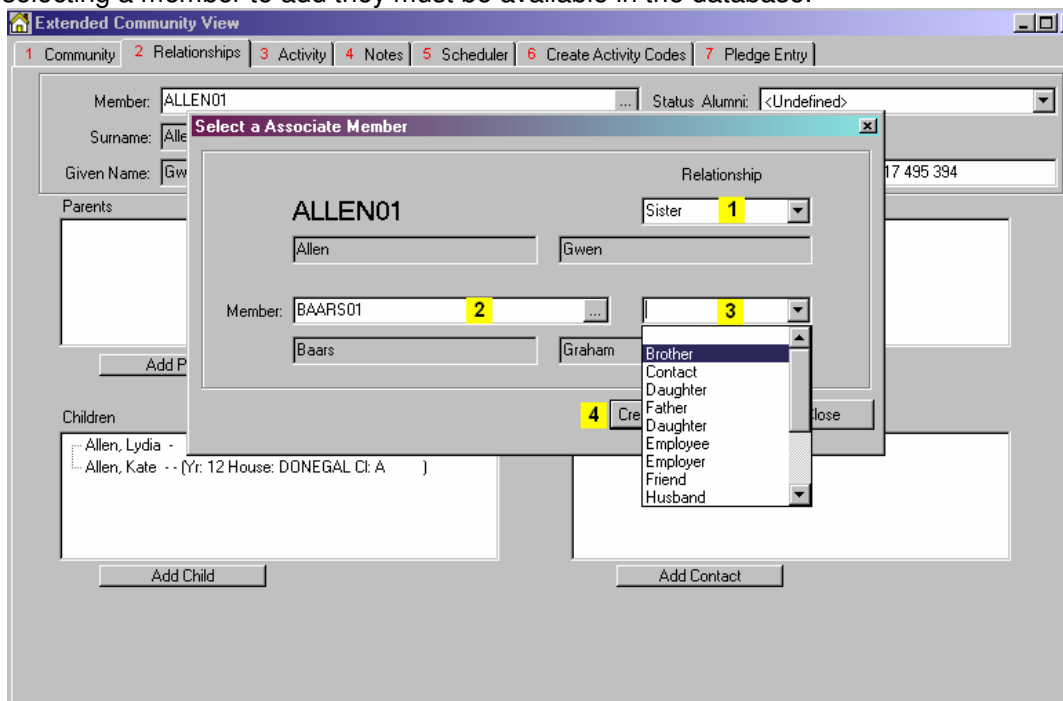 selecting a member to add they must be available in the database.
Extended Community View
1 Community 2 Relationships 3 Activity 4 Notes 5 Scheduler 6 Create Activity Codes 7 Pledge Entry
Member: ALLEN01 ... Status Alumni: <Undefined>
Surname: Alle
Given Name: Gw 17 495 394
Select a Associate Member
Relationship
ALLEN01 Sister 1
Allen Gwen
Member: BAARS01 2 ... 3
Baars Graham
Brother
Contact
Daughter
Father
Daughter
Employee
Employer
Friend
Husband
4 Cre lose
Parents
Add P
Children
Allen, Lydia -
Allen, Kate - - (Yr: 12 House: DONEGAL Cl: A )
Add Child Add Contact